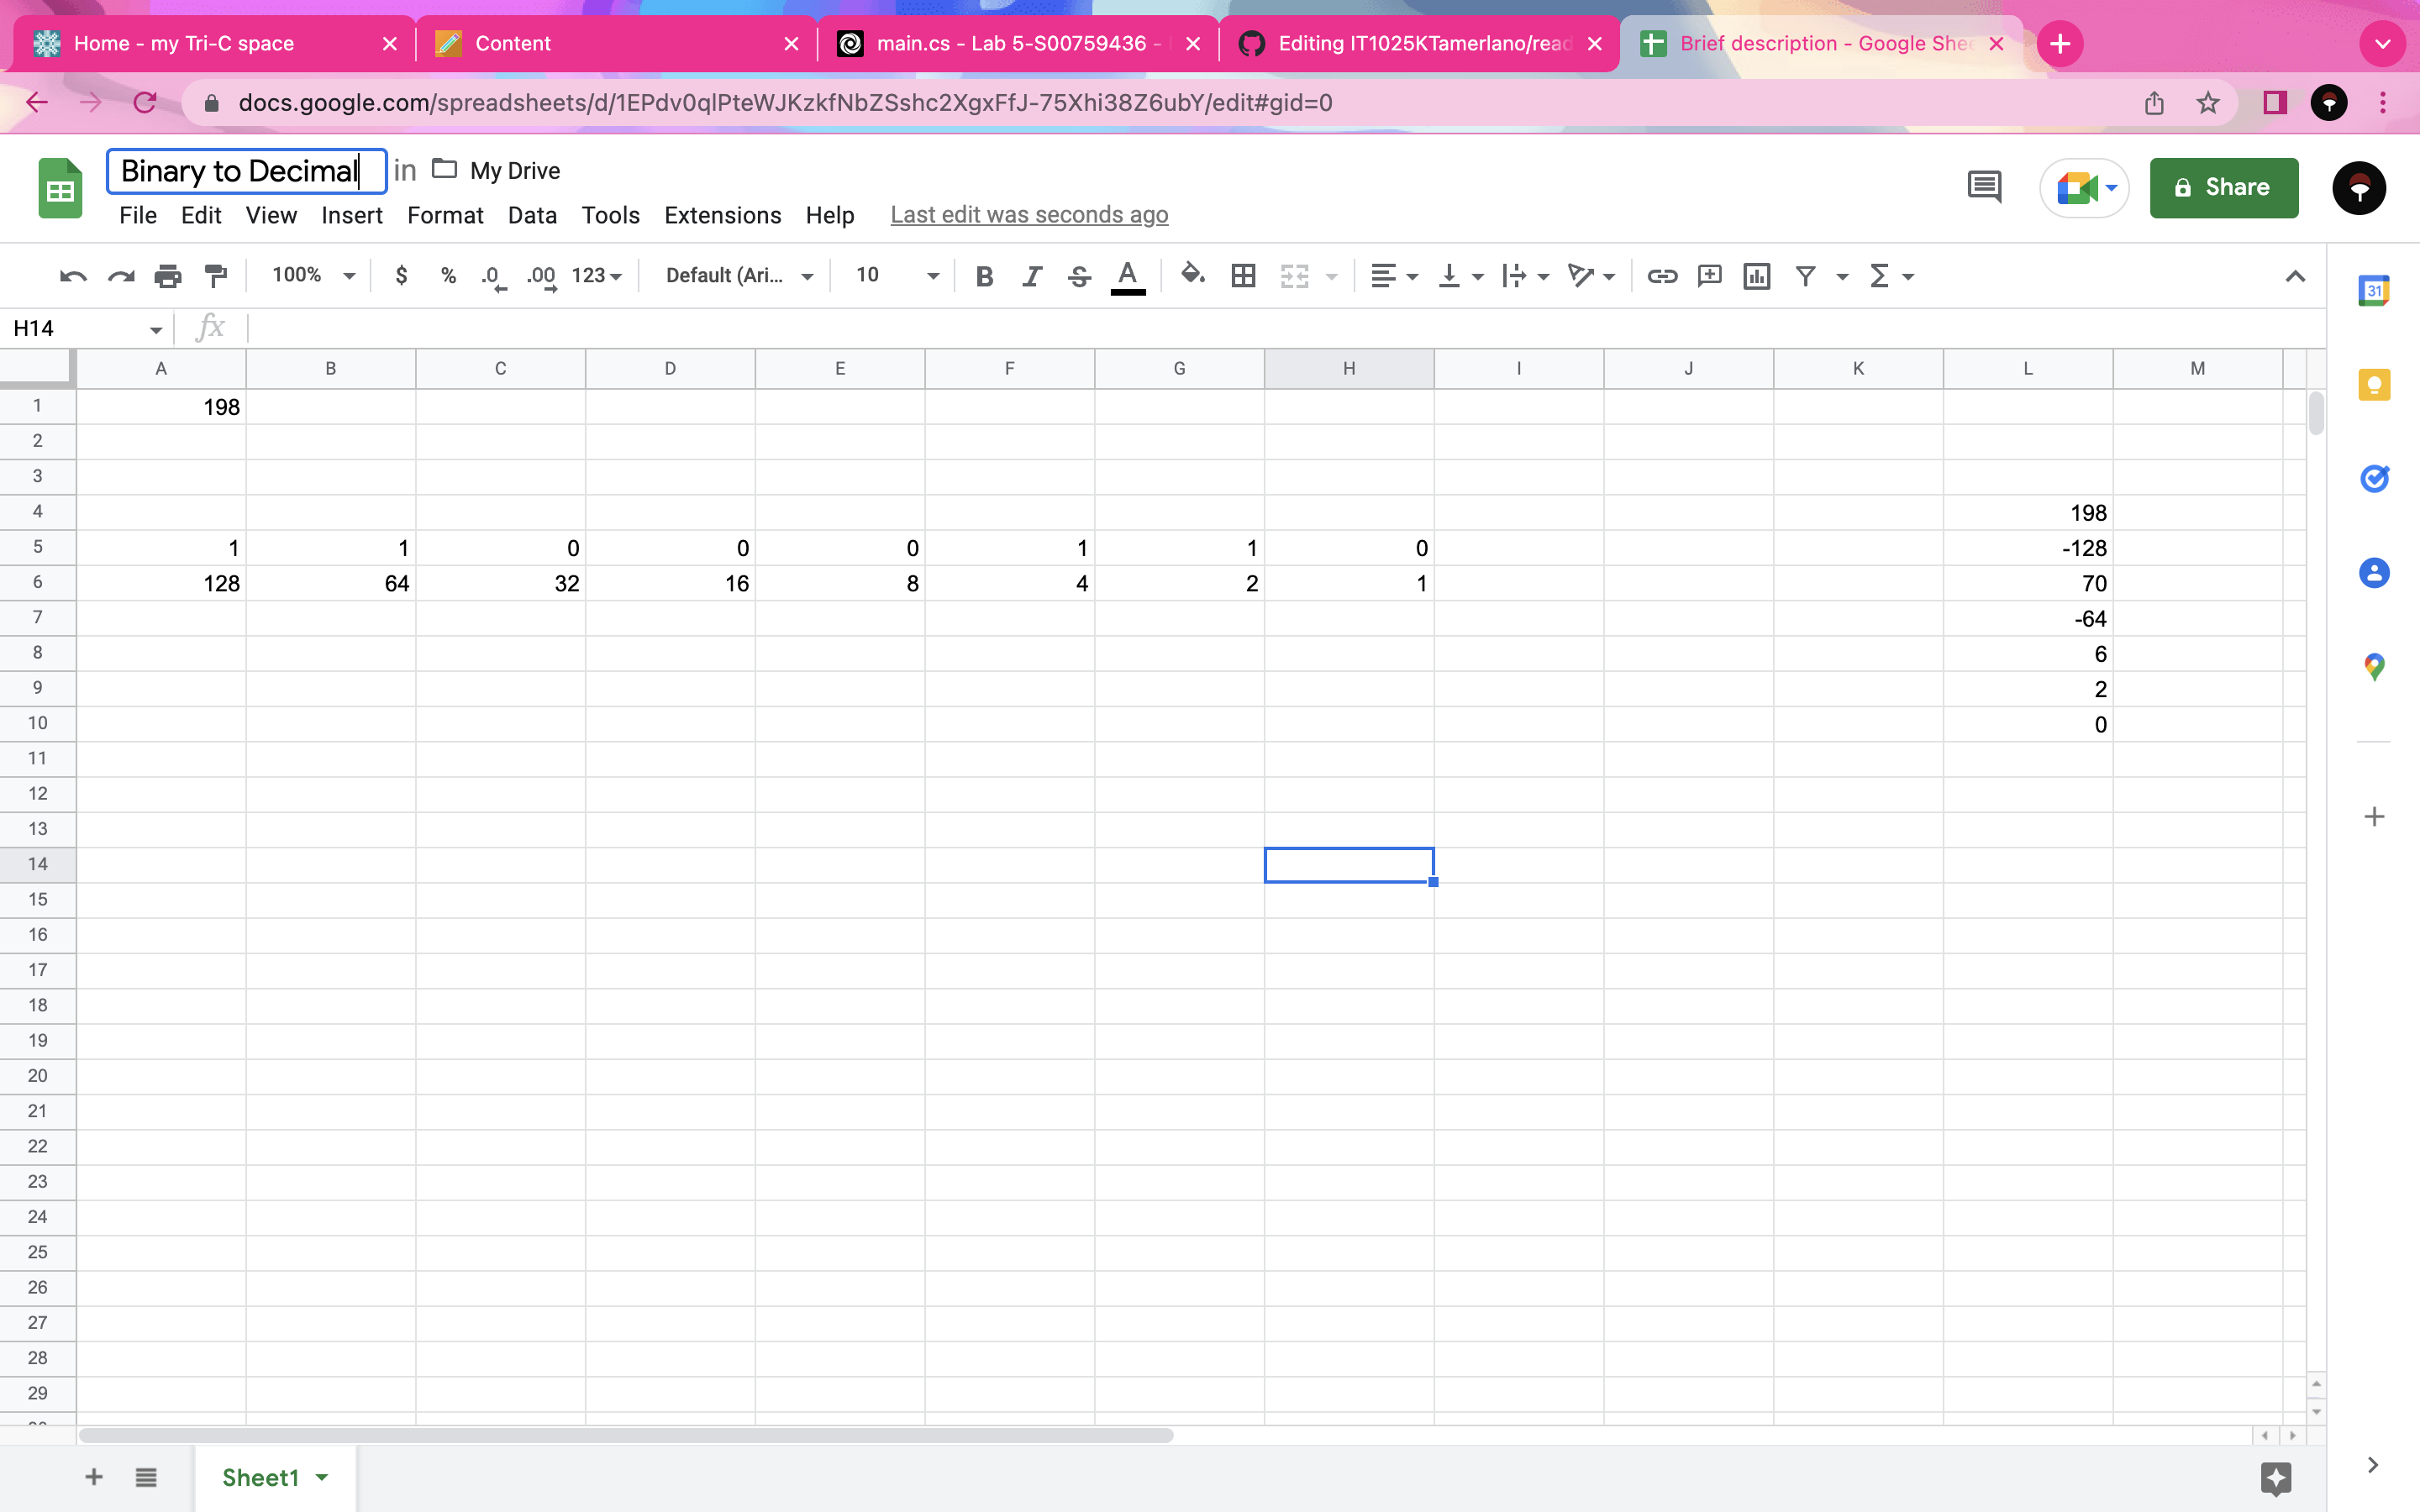 Home - my Tri-C space
Content
main.cs - Lab 5-S00759436 -
Editing IT1025KTamerlano/read
Brief description - Google Shee
docs.google.com/spreadsheets/d/1EPdv0qlPteWJKzkfNbZSshc2XgxFfJ-75Xhi38Z6ubY/edit#gid=0
Binary to Decimal in My Drive
File Edit View Insert Format Data Tools Extensions Help Last edit was seconds ago
Share
100% $ % .0 .00 123 Default (Ari... 10 B I S A
31
H14 fx
A B C D E F G H I J K L M
1 198
2
3
4 198
5 1 1 0 0 0 1 1 0 -128
6 128 64 32 16 8 4 2 1 70
7 -64
8 6
9 2
10 0
11
12
13
14
15
16
17
18
19
20
21
22
23
24
25
26
27
28
29
Sheet1